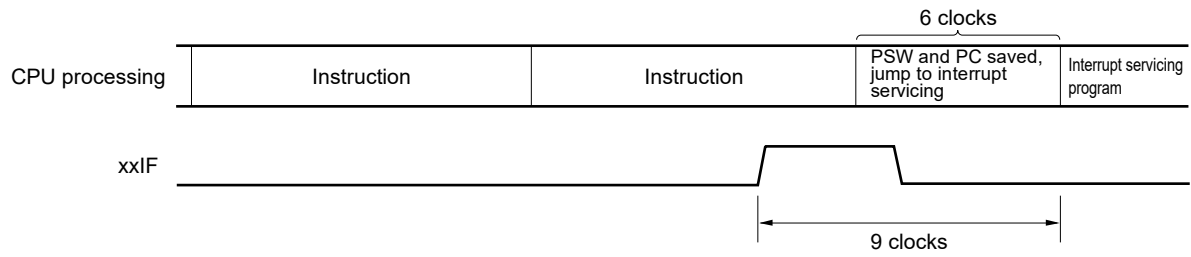 6 clocks
CPU processing
Instruction
Instruction
PSW and PC saved,
jump to interrupt
servicing
Interrupt servicing
program
xxIF
9 clocks